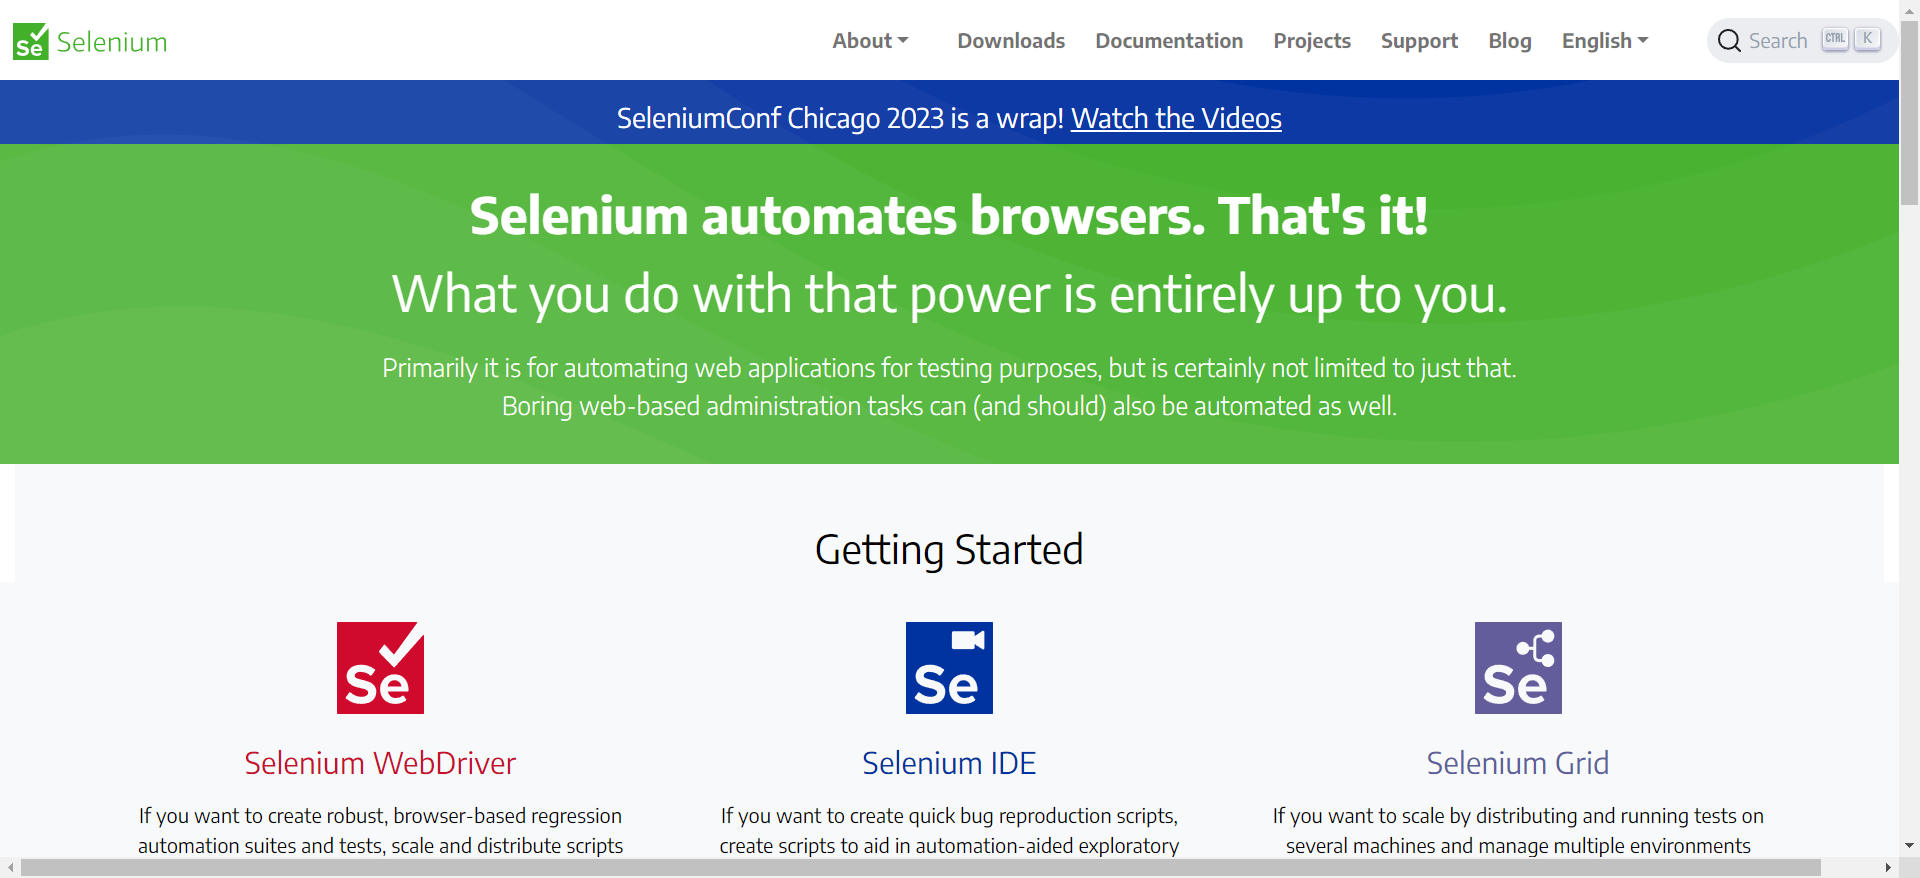 Se Selenium
About Downloads Documentation Projects Support Blog English Search CTRL K
SeleniumConf Chicago 2023 is a wrap! Watch the Videos
Selenium automates browsers. That's it!
What you do with that power is entirely up to you.
Primarily it is for automating web applications for testing purposes, but is certainly not limited to just that.
Boring web-based administration tasks can (and should) also be automated as well.
Getting Started
Se
Selenium WebDriver
If you want to create robust, browser-based regression
automation suites and tests, scale and distribute scripts
Se
Selenium IDE
If you want to create quick bug reproduction scripts,
create scripts to aid in automation-aided exploratory
Se
Selenium Grid
If you want to scale by distributing and running tests on
several machines and manage multiple environments